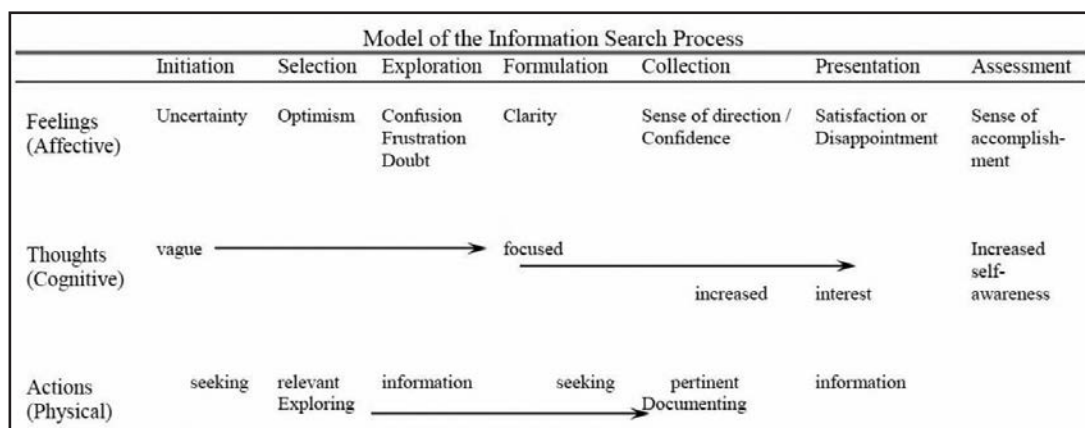 Model of the Information Search Process
Initiation Selection Exploration Formulation Collection Presentation Assessment
Feelings (Affective)
Uncertainty
Optimism
Confusion
Frustration
Doubt
Clarity
Sense of direction /
Confidence
Satisfaction or
Disappointment
Sense of
accomplish-
ment
Thoughts
(Cognitive)
vague
focused
increased interest
Increased
self-
awareness
Actions
(Physical)
seeking relevant information seeking pertinent information
Exploring Documenting